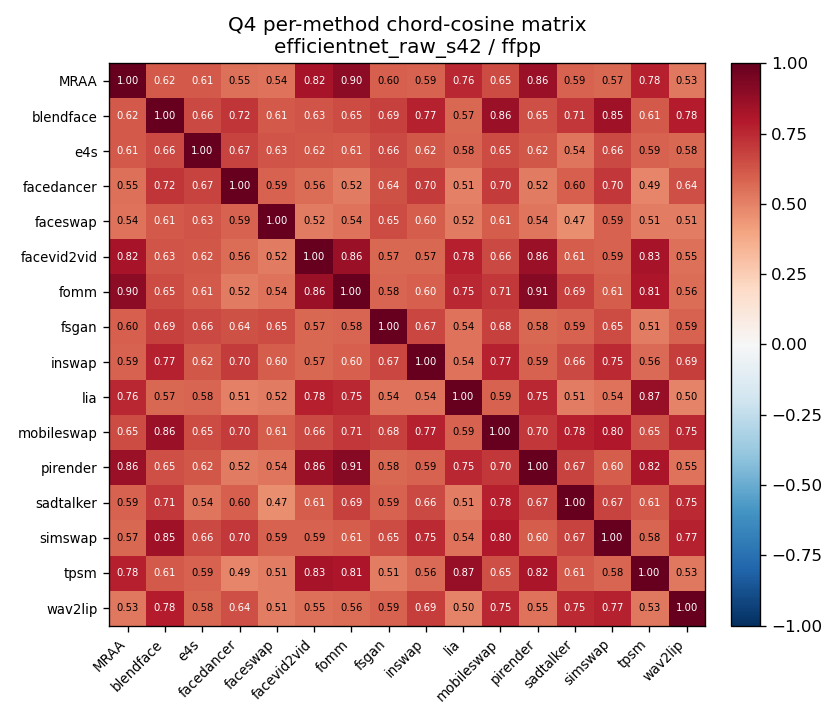 Q4 per-method chord-cosine matrix
efficientnet_raw_s42 / ffpp
MRAA 1.00 0.62 0.61 0.55 0.54 0.82 0.90 0.60 0.59 0.76 0.65 0.86 0.59 0.57 0.78 0.53
blendface 0.62 1.00 0.66 0.72 0.61 0.63 0.65 0.69 0.77 0.57 0.86 0.65 0.71 0.85 0.61 0.78
e4s 0.61 0.66 1.00 0.67 0.63 0.62 0.61 0.66 0.62 0.58 0.65 0.62 0.54 0.66 0.59 0.58
facedancer 0.55 0.72 0.67 1.00 0.59 0.56 0.52 0.64 0.70 0.51 0.70 0.52 0.60 0.70 0.49 0.64
faceswap 0.54 0.61 0.63 0.59 1.00 0.52 0.54 0.65 0.60 0.52 0.61 0.54 0.47 0.59 0.51 0.51
facevid2vid 0.82 0.63 0.62 0.56 0.52 1.00 0.86 0.57 0.57 0.78 0.66 0.86 0.61 0.59 0.83 0.55
fomm 0.90 0.65 0.61 0.52 0.54 0.86 1.00 0.58 0.60 0.75 0.71 0.91 0.69 0.61 0.81 0.56
fsgan 0.60 0.69 0.66 0.64 0.65 0.57 0.58 1.00 0.67 0.54 0.68 0.58 0.59 0.65 0.51 0.59
inswap 0.59 0.77 0.62 0.70 0.60 0.57 0.60 0.67 1.00 0.54 0.77 0.59 0.66 0.75 0.56 0.69
lia 0.76 0.57 0.58 0.51 0.52 0.78 0.75 0.54 0.54 1.00 0.59 0.75 0.51 0.54 0.87 0.50
mobileswap 0.65 0.86 0.65 0.70 0.61 0.66 0.71 0.68 0.77 0.59 1.00 0.70 0.78 0.80 0.65 0.75
pirender 0.86 0.65 0.62 0.52 0.54 0.86 0.91 0.58 0.59 0.75 0.70 1.00 0.67 0.60 0.82 0.55
sadtalker 0.59 0.71 0.54 0.60 0.47 0.61 0.69 0.59 0.66 0.51 0.78 0.67 1.00 0.67 0.61 0.75
simswap 0.57 0.85 0.66 0.70 0.59 0.59 0.61 0.65 0.75 0.54 0.80 0.60 0.67 1.00 0.58 0.77
tpsm 0.78 0.61 0.59 0.49 0.51 0.83 0.81 0.51 0.56 0.87 0.65 0.82 0.61 0.58 1.00 0.53
wav2lip 0.53 0.78 0.58 0.64 0.51 0.55 0.56 0.59 0.69 0.50 0.75 0.55 0.75 0.77 0.53 1.00
MRAA blendface e4s facedancer faceswap facevid2vid fomm fsgan inswap lia mobileswap pirender sadtalker simswap tpsm wav2lip
1.00
0.75
0.50
0.25
0.00
−0.25
−0.50
−0.75
−1.00